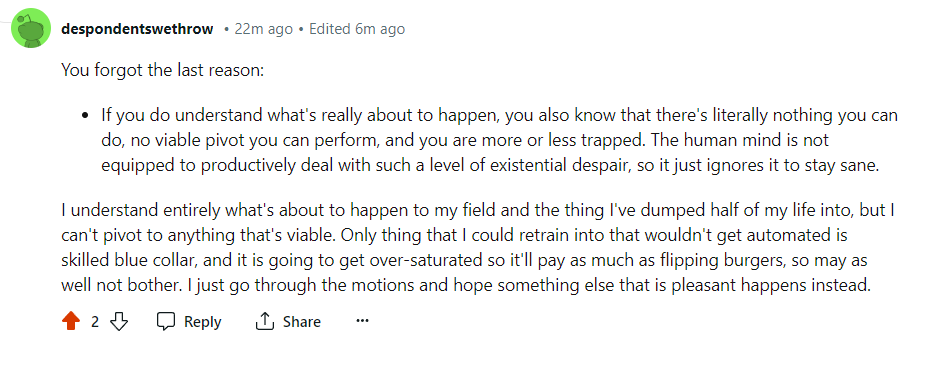 despondentswethrow • 22m ago • Edited 6m ago
You forgot the last reason:
• If you do understand what's really about to happen, you also know that there's literally nothing you can
do, no viable pivot you can perform, and you are more or less trapped. The human mind is not
equipped to productively deal with such a level of existential despair, so it just ignores it to stay sane.
I understand entirely what's about to happen to my field and the thing I've dumped half of my life into, but I
can't pivot to anything that's viable. Only thing that I could retrain into that wouldn't get automated is
skilled blue collar, and it is going to get over-saturated so it'll pay as much as flipping burgers, so may as
well not bother. I just go through the motions and hope something else that is pleasant happens instead.
2 Reply Share ...